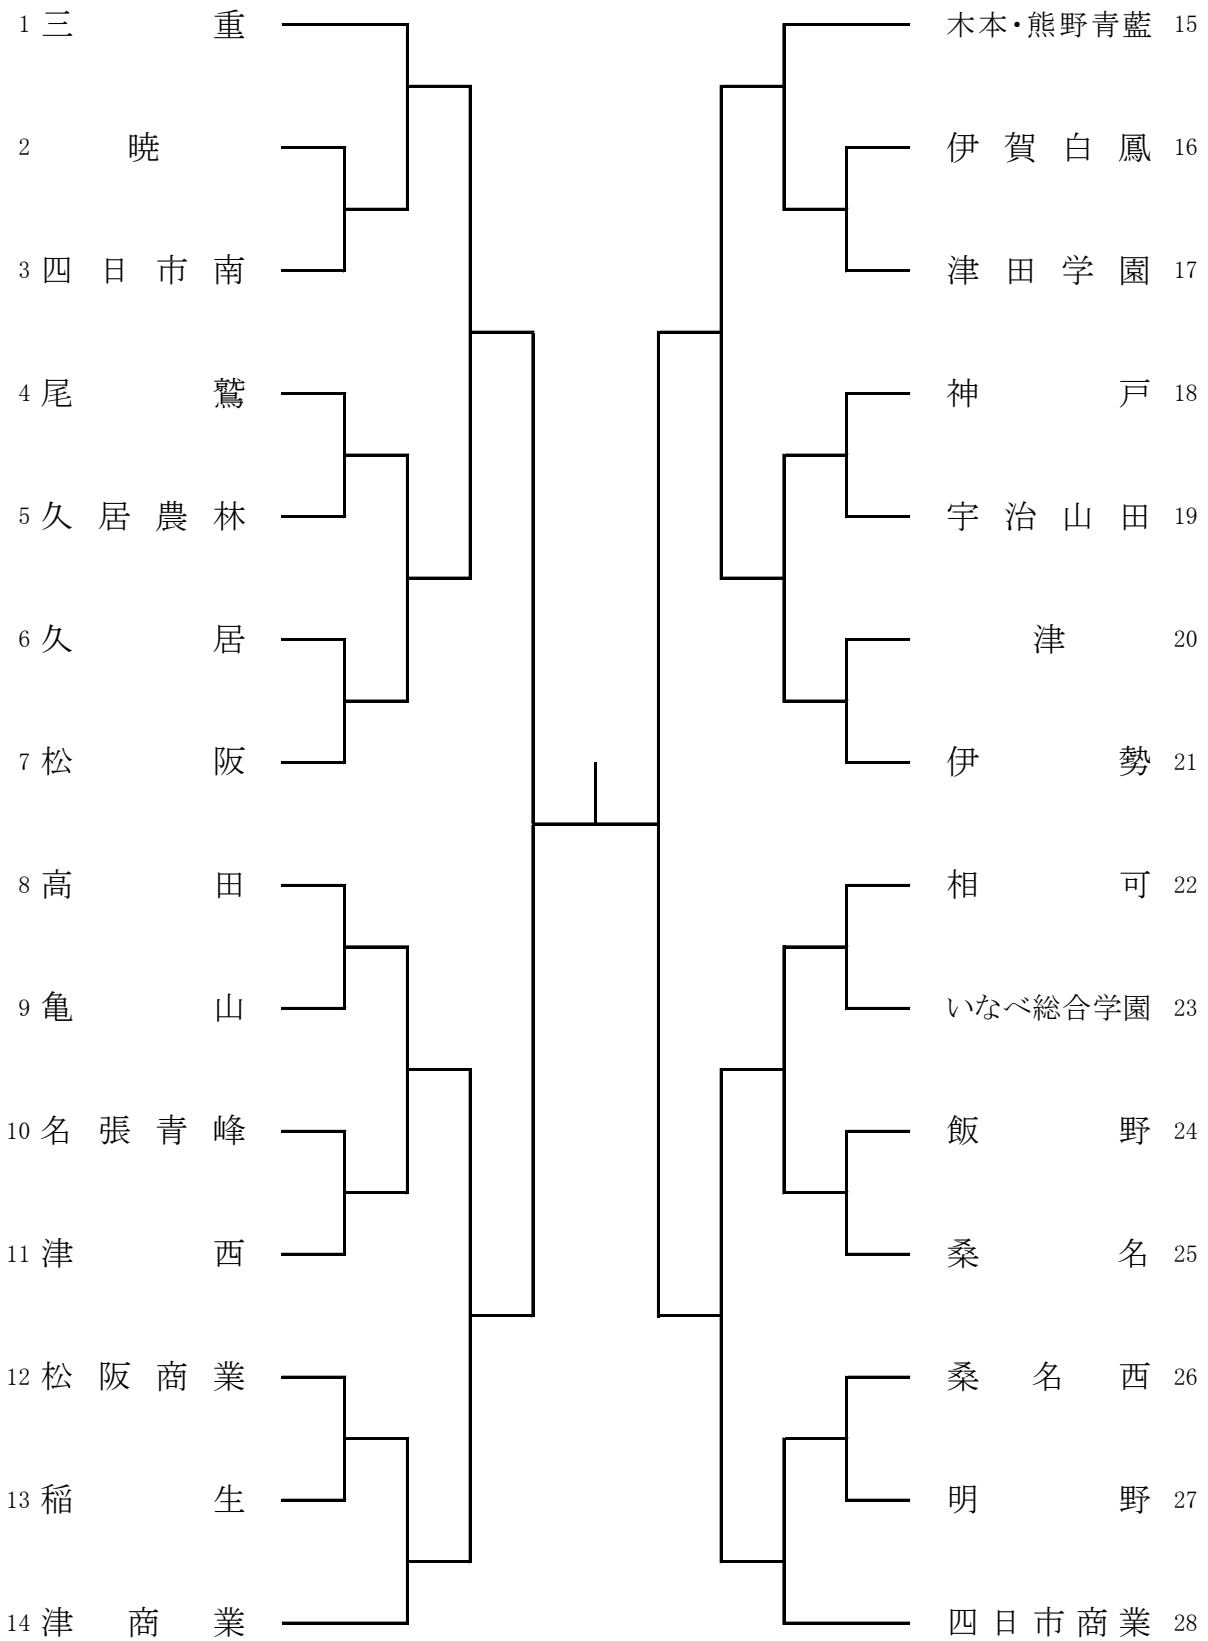 1 三重
2 暁
3 四日市南
4 尾鷲
5 久居農林
6 久居
7 松阪
8 高田
9 亀山
10 名張青峰
11 津西
12 松阪商業
13 稲生
14 津商業
木本・熊野青藍 15
伊賀白鳳 16
津田学園 17
神戸 18
宇治山田 19
津 20
伊勢 21
相可 22
いなべ総合学園 23
飯野 24
桑名 25
桑名西 26
明野 27
四日市商業 28